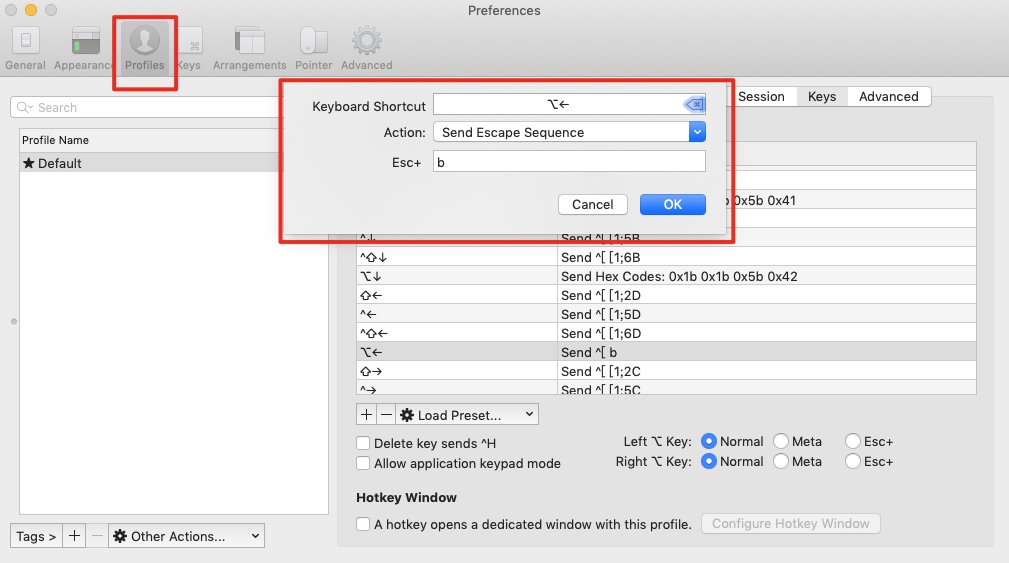 Preferences
General Appearance Profiles Keys Arrangements Pointer Advanced
Search
Profile Name
★ Default
Keyboard Shortcut ⌥←
Action: Send Escape Sequence
Esc+ b
Cancel OK
Session Keys Advanced
0x5b 0x41
^↓ Send ^[ [1;5B
^⇧↓ Send ^[ [1;6B
⌥↓ Send Hex Codes: 0x1b 0x1b 0x5b 0x42
⇧← Send ^[ [1;2D
^← Send ^[ [1;5D
^⇧← Send ^[ [1;6D
⌥← Send ^[ b
⇧→ Send ^[ [1;2C
^→ Send ^[ [1;5C
+ − Load Preset...
Delete key sends ^H
Allow application keypad mode
Left ⌥ Key: Normal Meta Esc+
Right ⌥ Key: Normal Meta Esc+
Hotkey Window
A hotkey opens a dedicated window with this profile. Configure Hotkey Window
Tags > + − Other Actions...